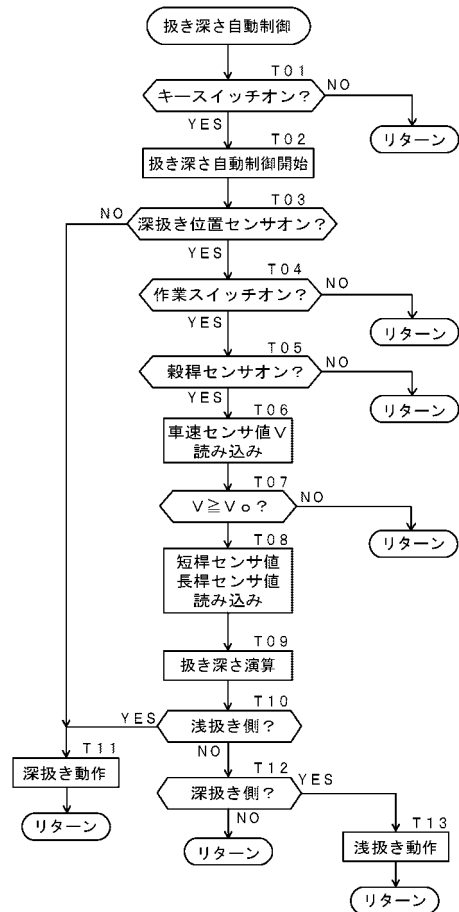 扱き深さ自動制御
T01
キースイッチオン？
NO
リターン
YES
T02
扱き深さ自動制御開始
T03
NO
深扱き位置センサオン？
YES
T04
作業スイッチオン？
NO
リターン
YES
T05
穀稈センサオン？
NO
リターン
YES
T06
車速センサ値V
読み込み
T07
V≧Vo？
NO
リターン
YES
T08
短稈センサ値
長稈センサ値
読み込み
T09
扱き深さ演算
T10
YES
浅扱き側？
NO
T11
深扱き動作
リターン
T12
深扱き側？
YES
NO
リターン
T13
浅扱き動作
リターン